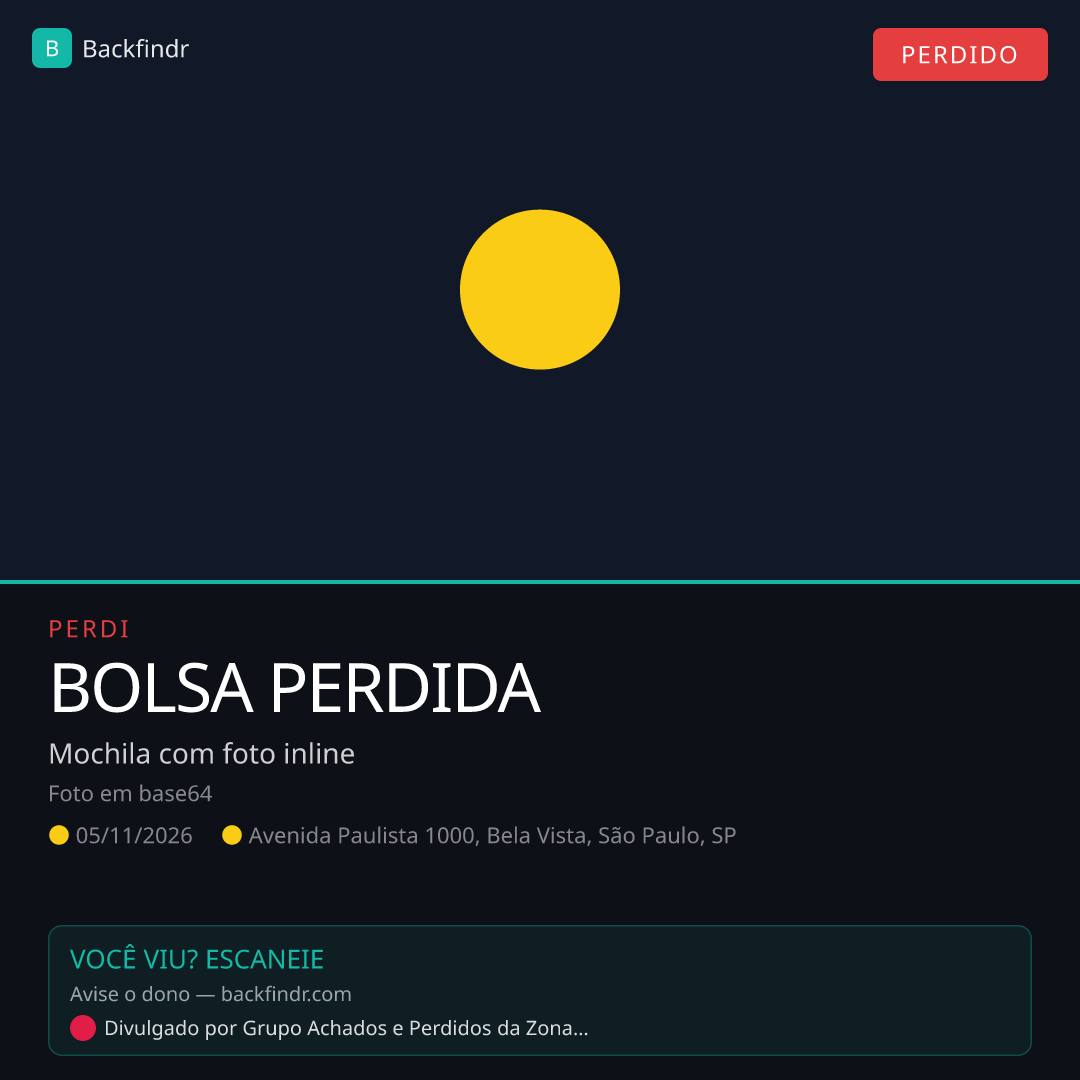 B Backfindr
PERDIDO
PERDI
BOLSA PERDIDA
Mochila com foto inline
Foto em base64
05/11/2026 Avenida Paulista 1000, Bela Vista, São Paulo, SP
VOCÊ VIU? ESCANEIE
Avise o dono — backfindr.com
Divulgado por Grupo Achados e Perdidos da Zona...